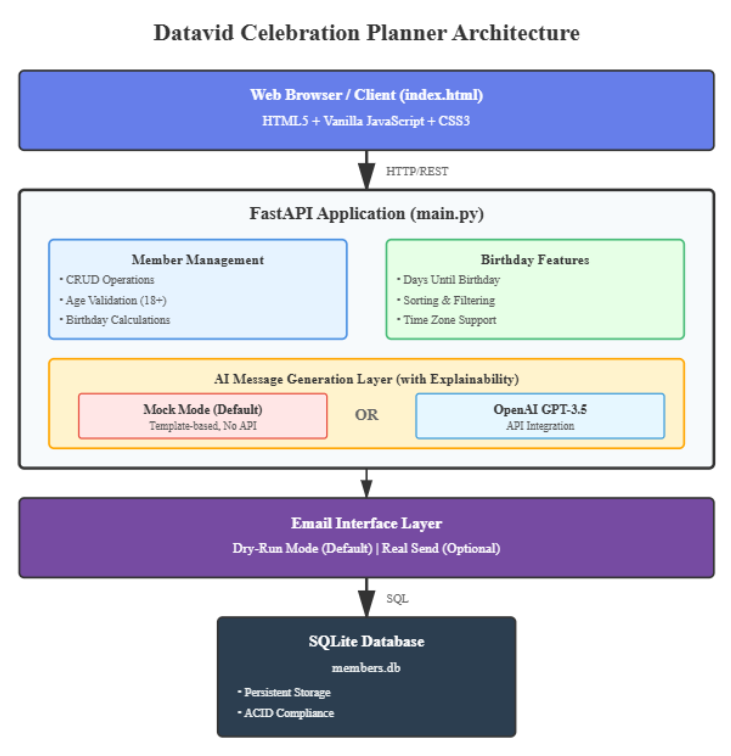 Datavid Celebration Planner Architecture
Web Browser / Client (index.html)
HTML5 + Vanilla JavaScript + CSS3
HTTP/REST
FastAPI Application (main.py)
Member Management
• CRUD Operations
• Age Validation (18+)
• Birthday Calculations
Birthday Features
• Days Until Birthday
• Sorting & Filtering
• Time Zone Support
AI Message Generation Layer (with Explainability)
Mock Mode (Default)
Template-based, No API
OR
OpenAI GPT-3.5
API Integration
Email Interface Layer
Dry-Run Mode (Default) | Real Send (Optional)
SQL
SQLite Database
members.db
• Persistent Storage
• ACID Compliance